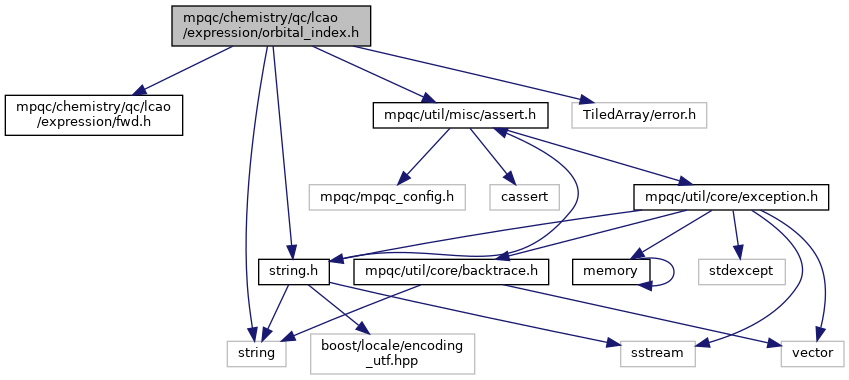 mpqc/chemistry/qc/lcao
/expression/orbital_index.h
mpqc/chemistry/qc/lcao
/expression/fwd.h
mpqc/util/misc/assert.h
TiledArray/error.h
mpqc/mpqc_config.h
cassert
mpqc/util/core/exception.h
string.h
mpqc/util/core/backtrace.h
memory
stdexcept
string
boost/locale/encoding
_utf.hpp
sstream
vector